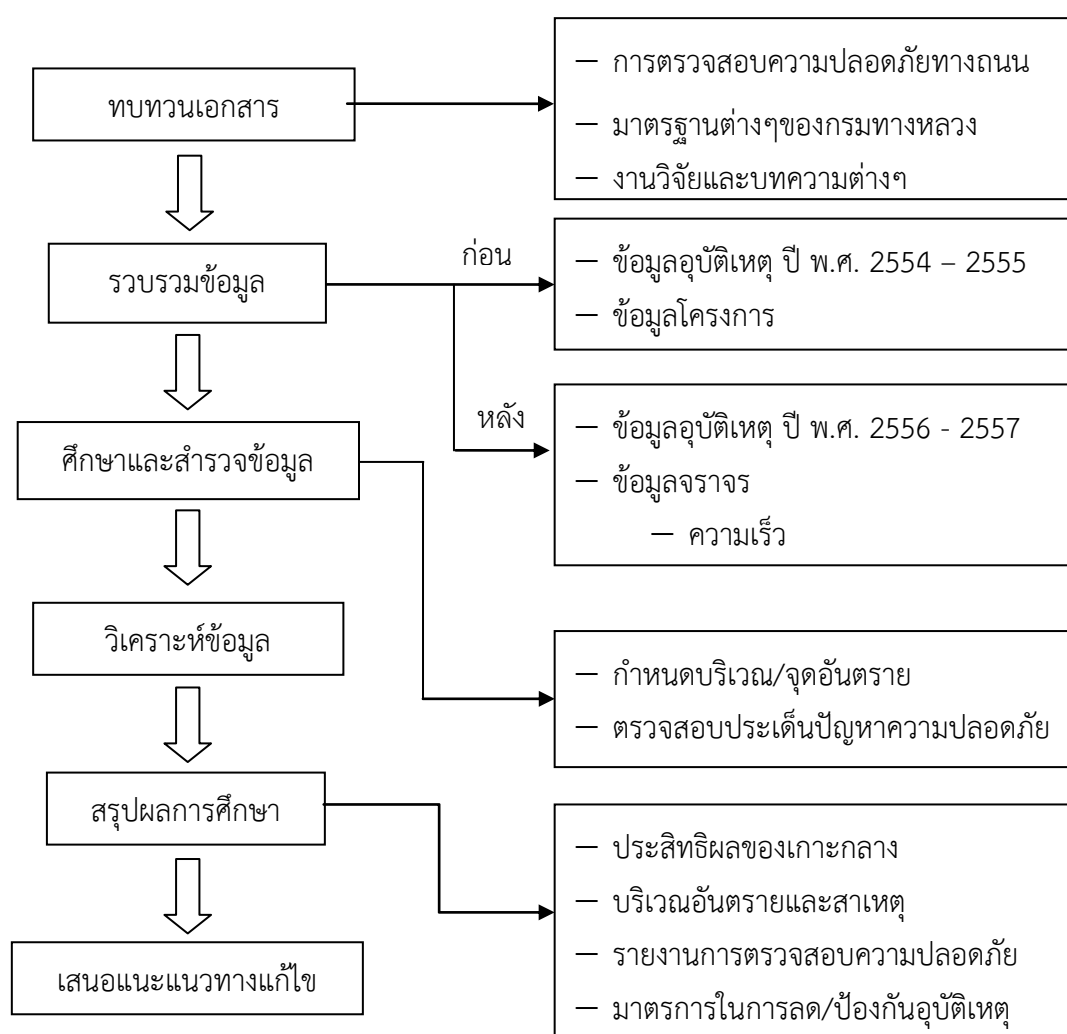 ทบทวนเอกสาร
— การตรวจสอบความปลอดภัยทางถนน
— มาตรฐานต่างๆของกรมทางหลวง
— งานวิจัยและบทความต่างๆ
รวบรวมข้อมูล
ก่อน
— ข้อมูลอุบัติเหตุ ปี พ.ศ. 2554 – 2555
— ข้อมูลโครงการ
หลัง
— ข้อมูลอุบัติเหตุ ปี พ.ศ. 2556 - 2557
— ข้อมูลจราจร
— ความเร็ว
ศึกษาและสำรวจข้อมูล
— กำหนดบริเวณ/จุดอันตราย
— ตรวจสอบประเด็นปัญหาความปลอดภัย
วิเคราะห์ข้อมูล
สรุปผลการศึกษา
— ประสิทธิผลของเกาะกลาง
— บริเวณอันตรายและสาเหตุ
— รายงานการตรวจสอบความปลอดภัย
— มาตรการในการลด/ป้องกันอุบัติเหตุ
เสนอแนะแนวทางแก้ไข